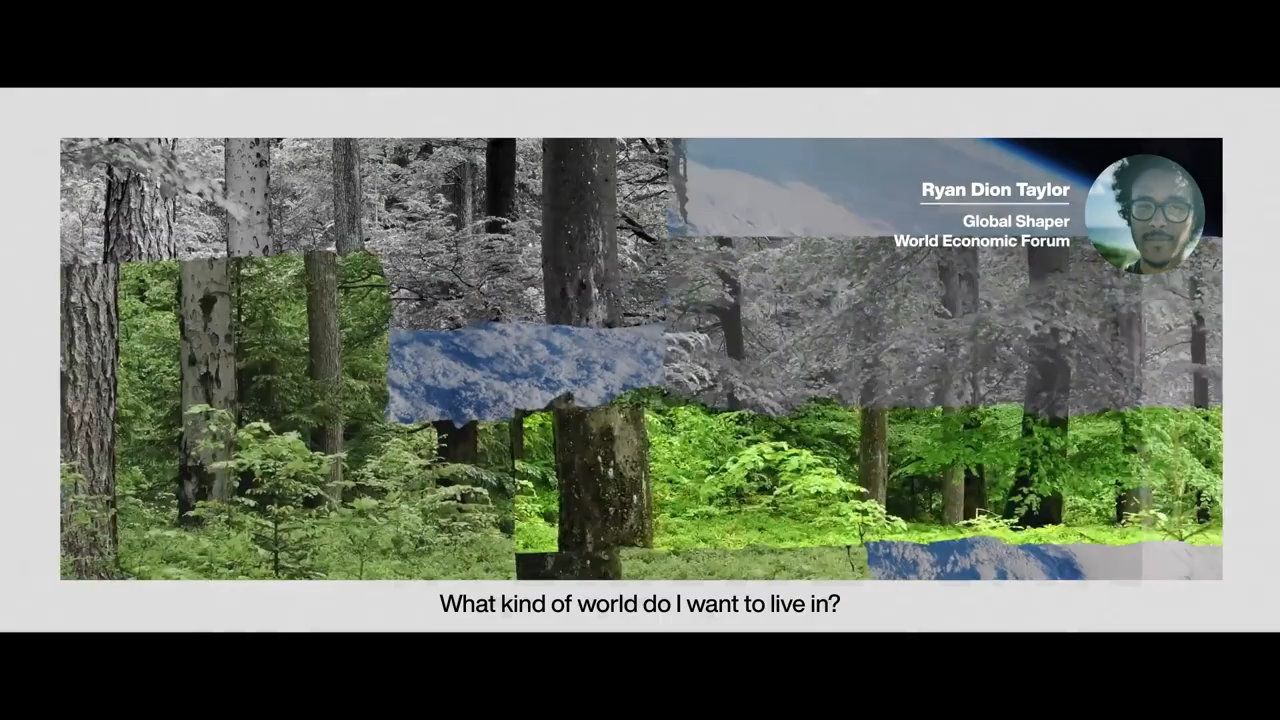 Ryan Dion Taylor
Global Shaper
World Economic Forum
What kind of world do I want to live in?